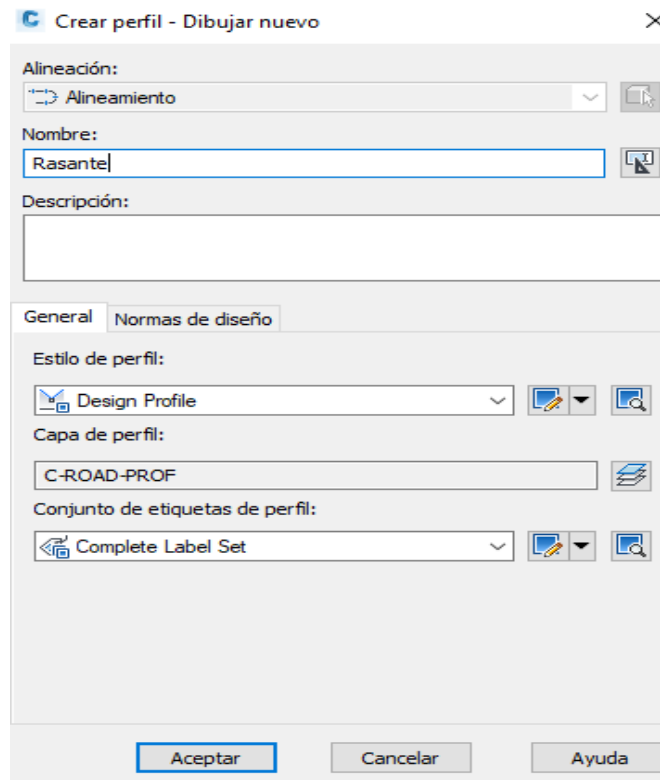 Crear perfil - Dibujar nuevo
Alineación:
Alineamiento
Nombre:
Rasante
Descripción:
General Normas de diseño
Estilo de perfil:
Design Profile
Capa de perfil:
C-ROAD-PROF
Conjunto de etiquetas de perfil:
Complete Label Set
Aceptar Cancelar Ayuda